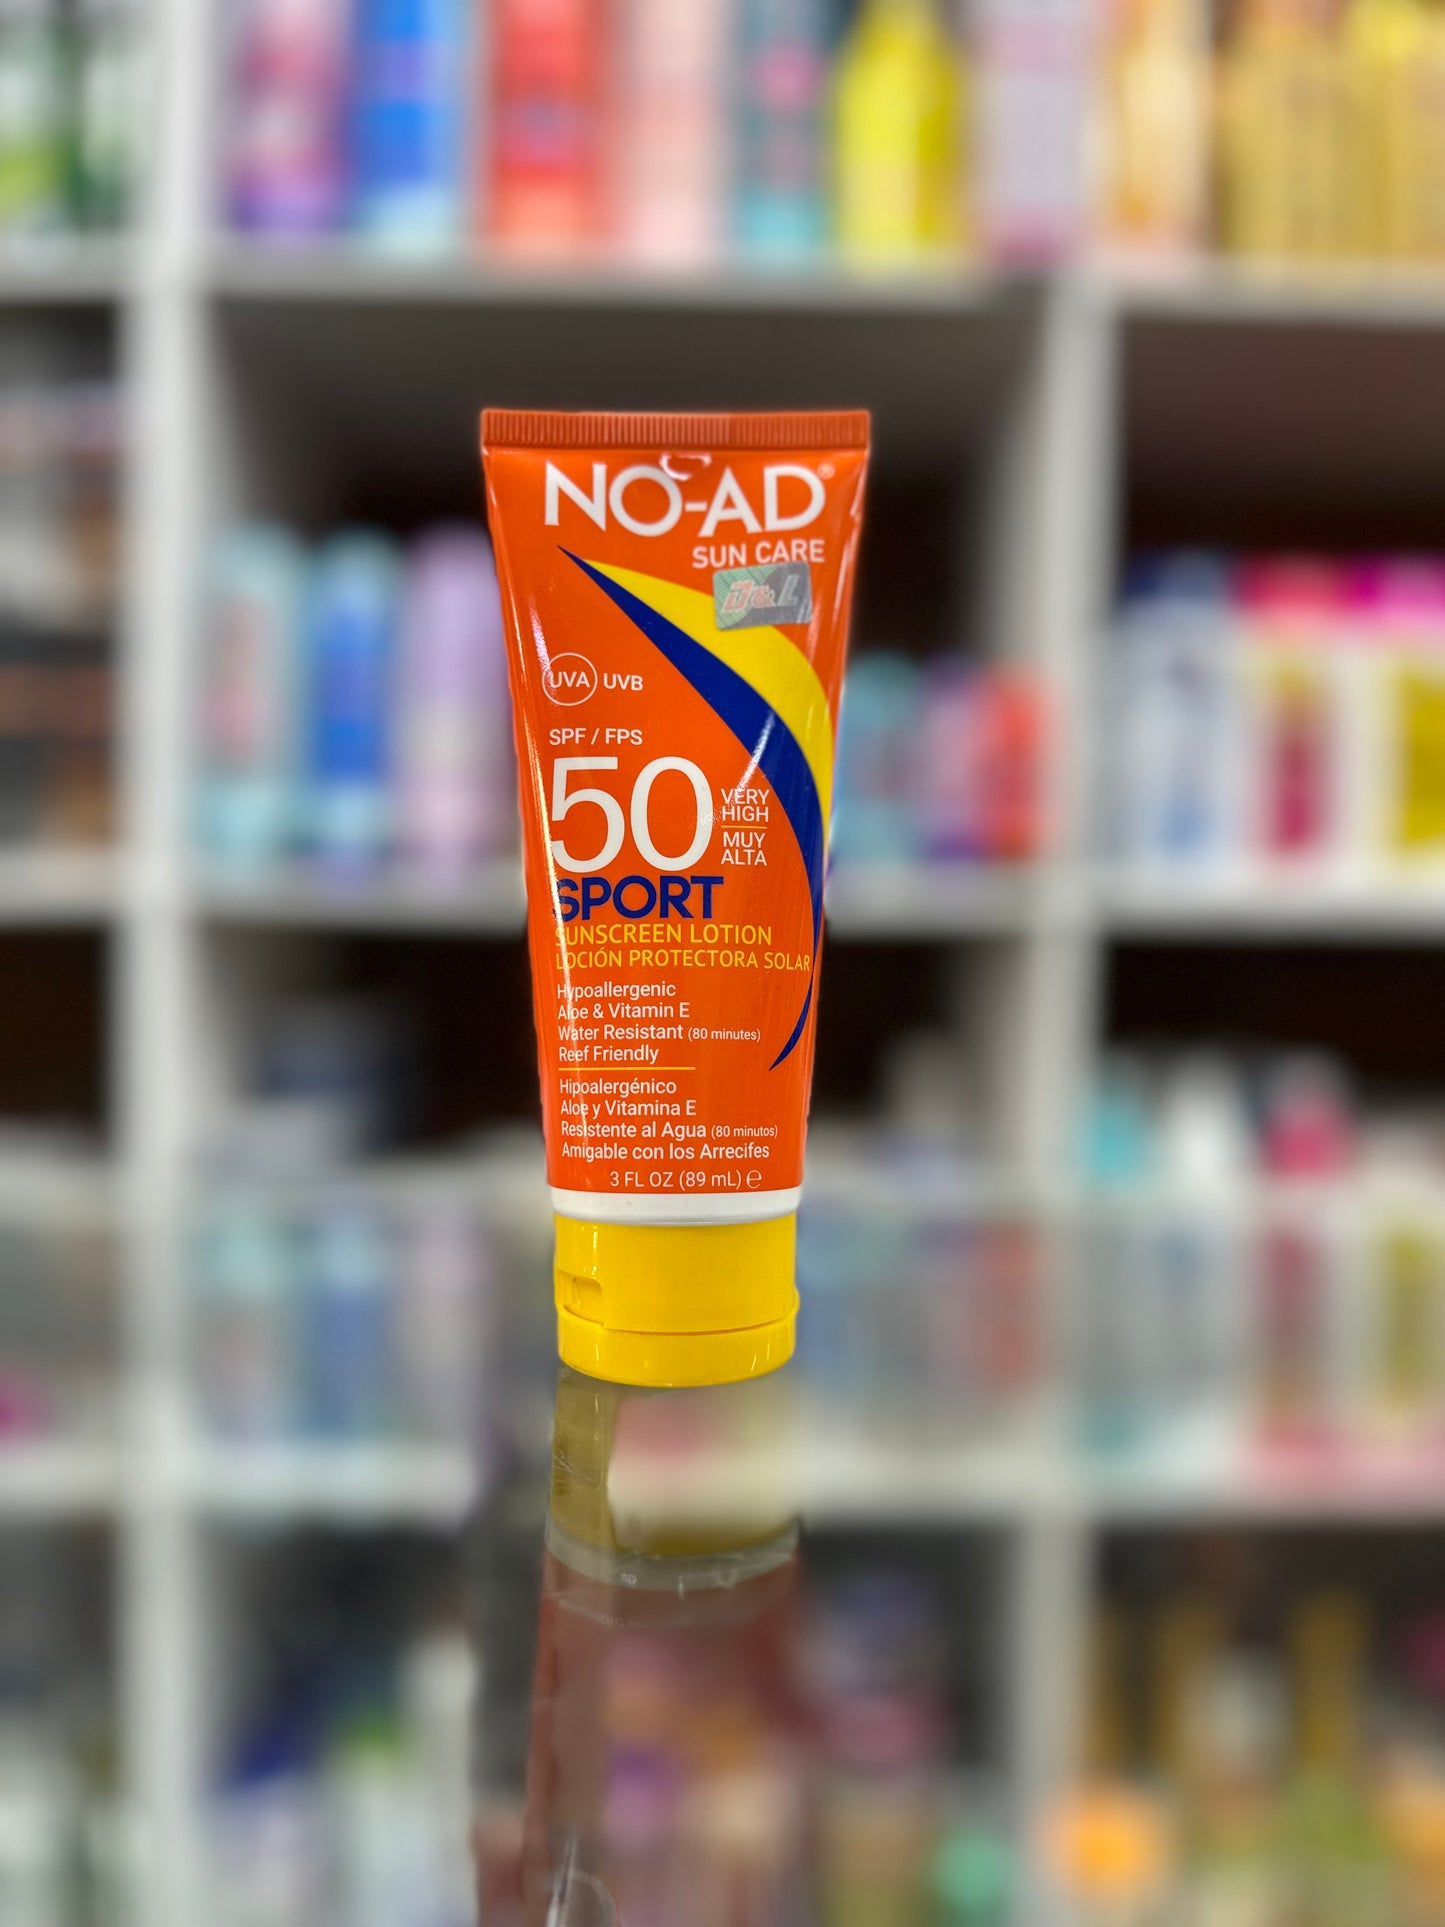 NO-AD®
SUN CARE
J&L
UVA UVB
SPF / FPS
50
VERY
HIGH
MUY
ALTA
SPORT
SUNSCREEN LOTION
LOCIÓN PROTECTORA SOLAR
Hypoallergenic
Aloe & Vitamin E
Water Resistant (80 minutes)
Reef Friendly
Hipoalergénico
Aloe y Vitamina E
Resistente al Agua (80 minutos)
Amigable con los Arrecifes
3 FL OZ (89 mL) ℮